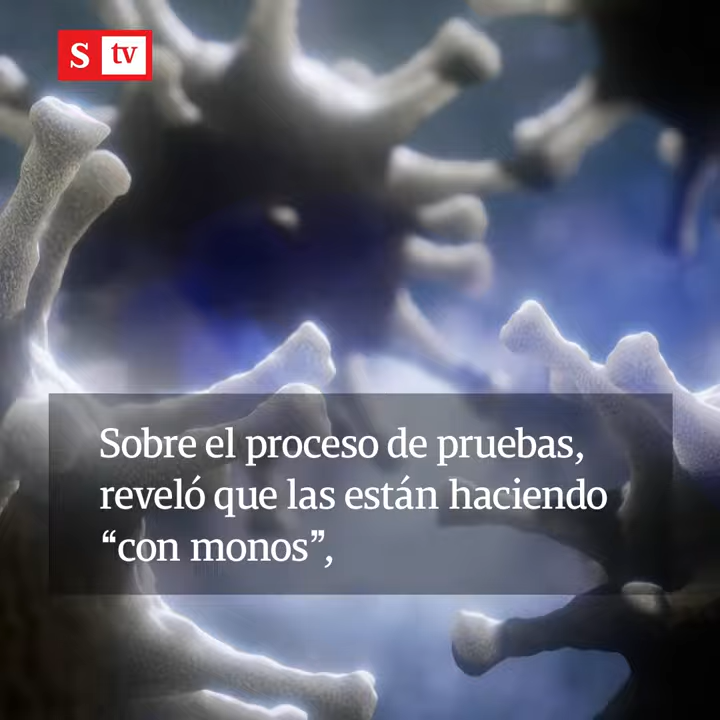 S tv
Sobre el proceso de pruebas,
reveló que las están haciendo
“con monos”,